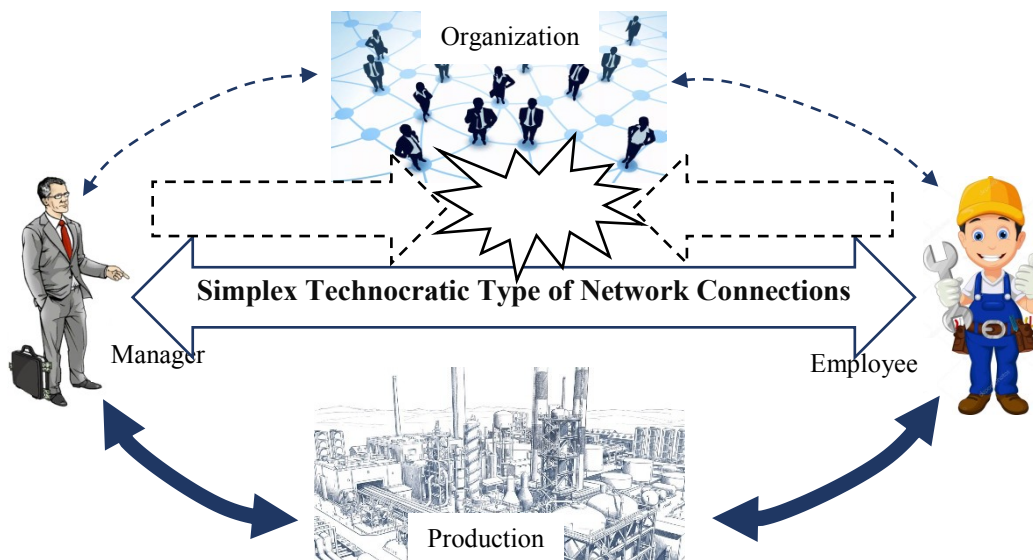 Organization
Simplex Technocratic Type of Network Connections
Manager
Employee
Production